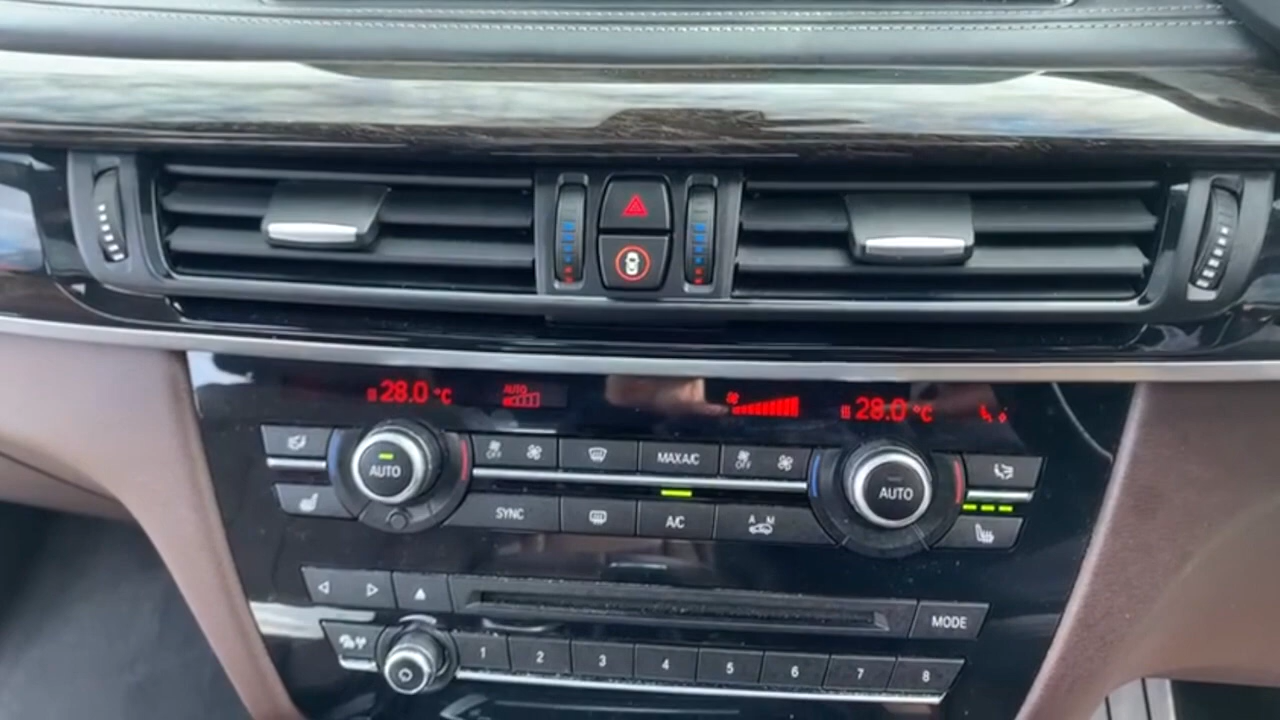 28.0 °C AUTO 28.0 °C
OFF MAX A/C OFF
AUTO AUTO
SYNC A/C A M
MODE
1 2 3 4 5 6 7 8